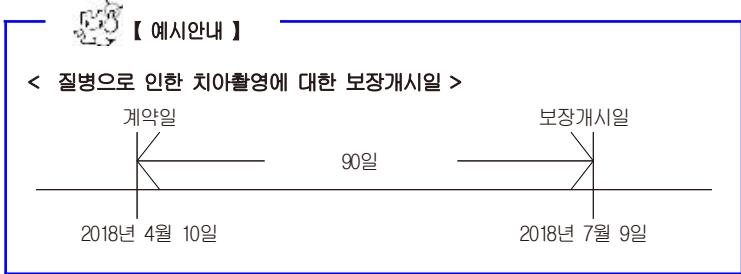 【 예시안내 】
< 질병으로 인한 치아촬영에 대한 보장개시일 >
계약일 보장개시일
90일
2018년 4월 10일 2018년 7월 9일